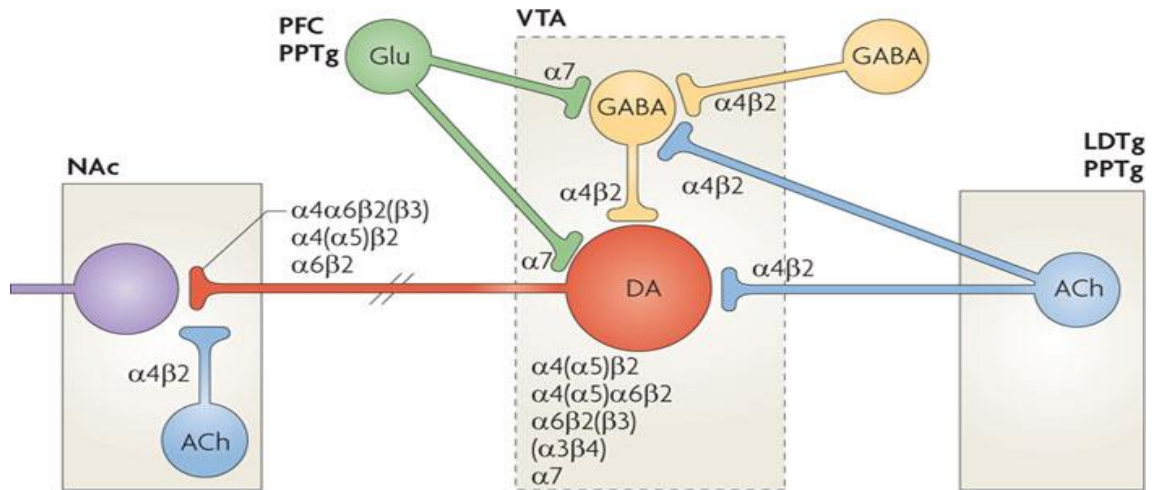 PFC
PPTg
Glu
VTA
GABA
GABA
α7
α4β2
α4β2
α4β2
LDTg
PPTg
NAc
α4α6β2(β3)
α4(α5)β2
α6β2
α7
DA
α4β2
ACh
α4β2
ACh
α4(α5)β2
α4(α5)α6β2
α6β2(β3)
(α3β4)
α7